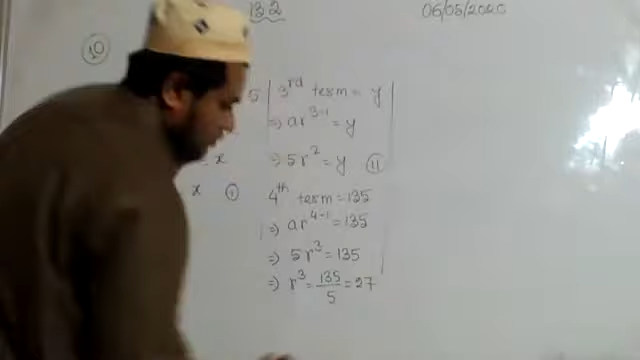 132
06/05/2020
10
5
3rd term = y
⇒ ar^3-1 = y
x
⇒ 5r^2 = y (ii)
x (i)
4th term = 135
⇒ ar^4-1 = 135
⇒ 5r^3 = 135
⇒ r^3 = 135/5 = 27